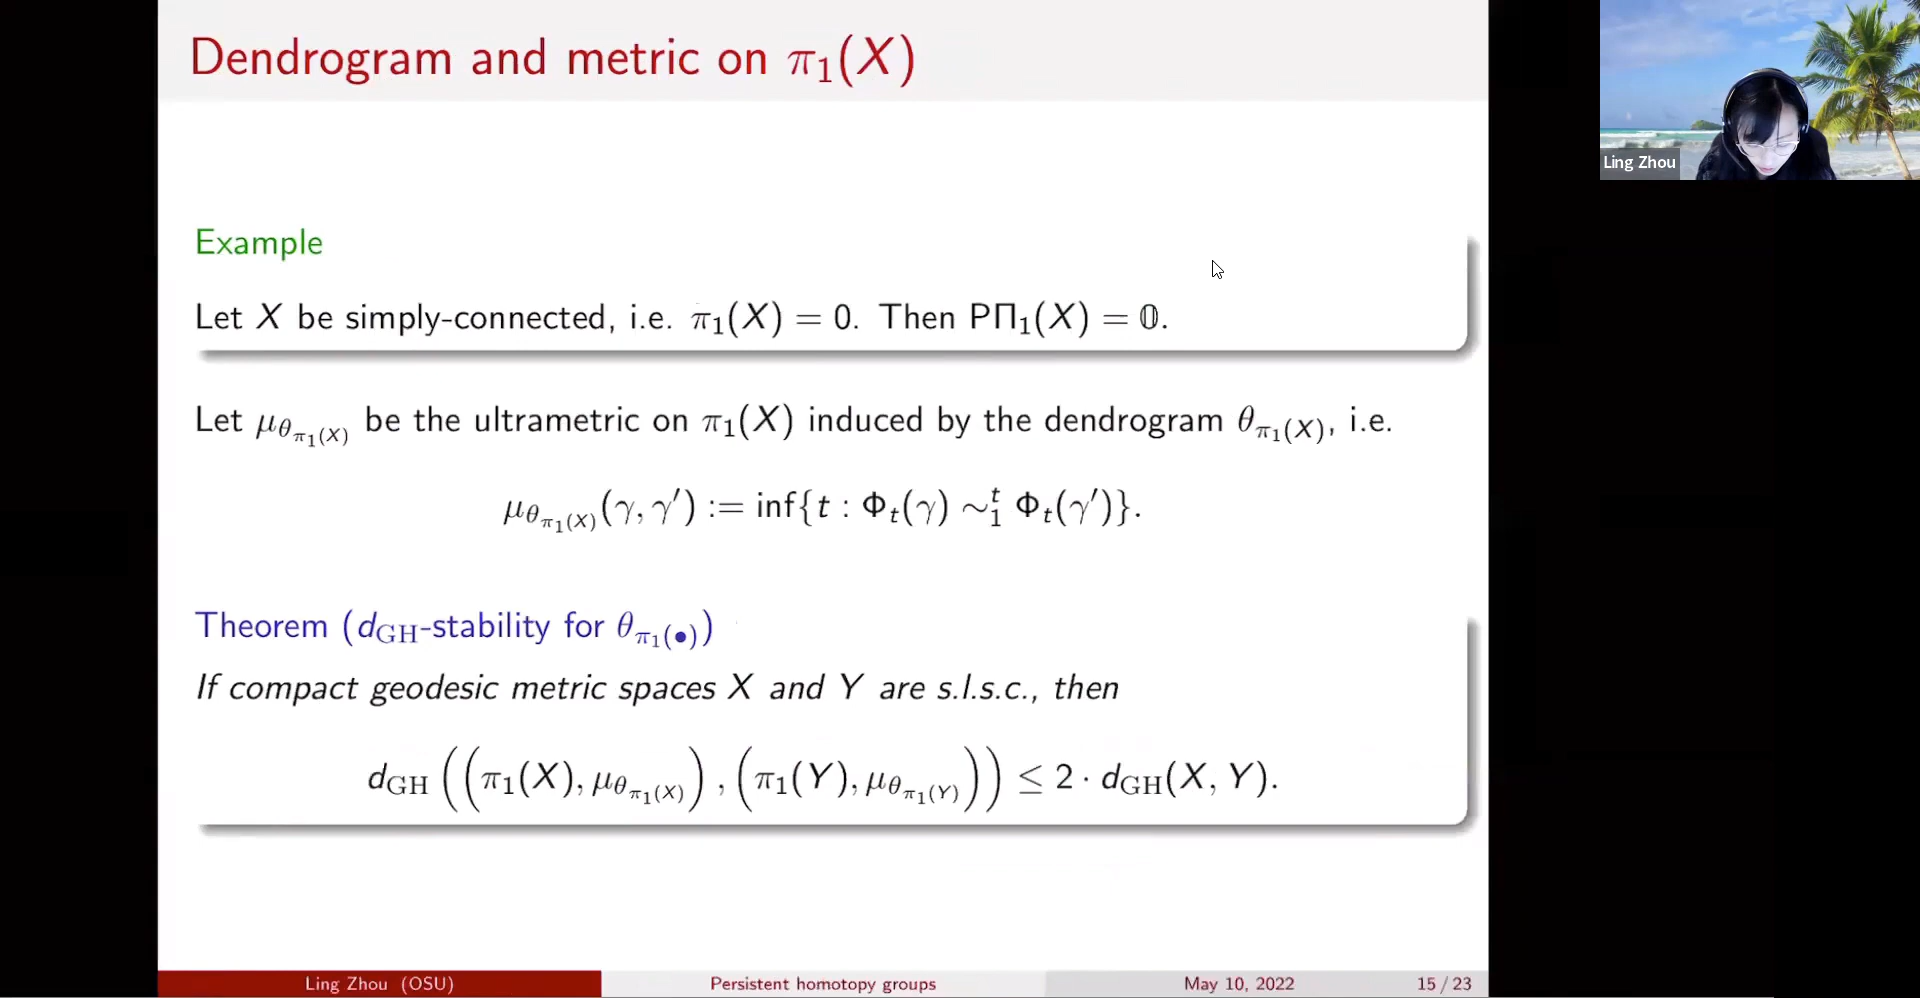 Dendrogram and metric on π₁(X)
Ling Zhou
Example
Let X be simply-connected, i.e. π₁(X) = 0. Then PΠ₁(X) = 𝟘.
Let μ_{θ_{π₁(X)}} be the ultrametric on π₁(X) induced by the dendrogram θ_{π₁(X)}, i.e.
μ_{θ_{π₁(X)}}(γ, γ′) := inf{t : Φ_t(γ) ∼₁ᵗ Φ_t(γ′)}.
Theorem (d_GH-stability for θ_{π₁(●)})
If compact geodesic metric spaces X and Y are s.l.s.c., then
d_GH ((π₁(X), μ_{θ_{π₁(X)}}), (π₁(Y), μ_{θ_{π₁(Y)}})) ≤ 2 · d_GH(X, Y).
Ling Zhou (OSU) Persistent homotopy groups May 10, 2022 15 / 23